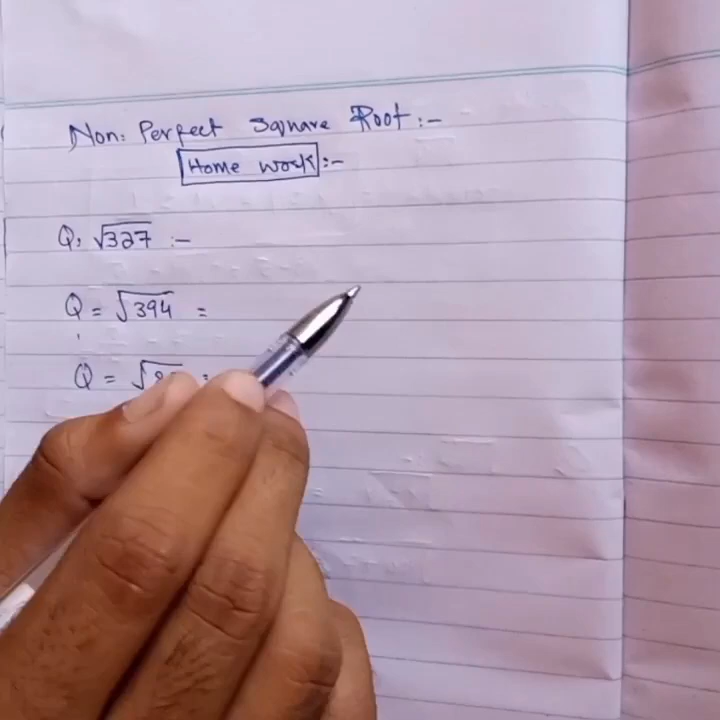 Non: Perfect Square Root:-
Home work:-
Q, √327 :-
Q = √394 =
Q = √